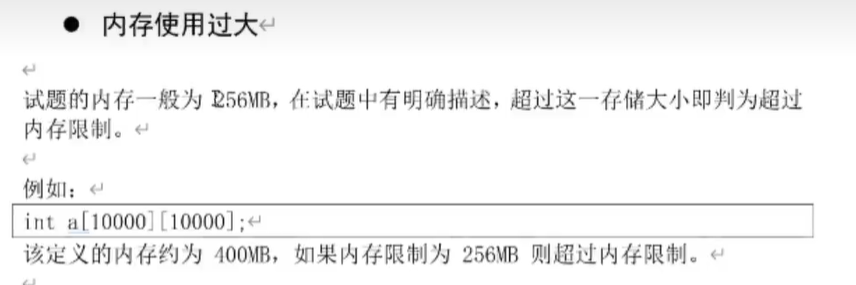 ● 内存使用过大↵
↵
试题的内存一般为 256MB，在试题中有明确描述，超过这一存储大小即判为超过
内存限制。↵
↵
例如：↵
int a[10000][10000];↵
该定义的内存约为 400MB，如果内存限制为 256MB 则超过内存限制。↵
↵